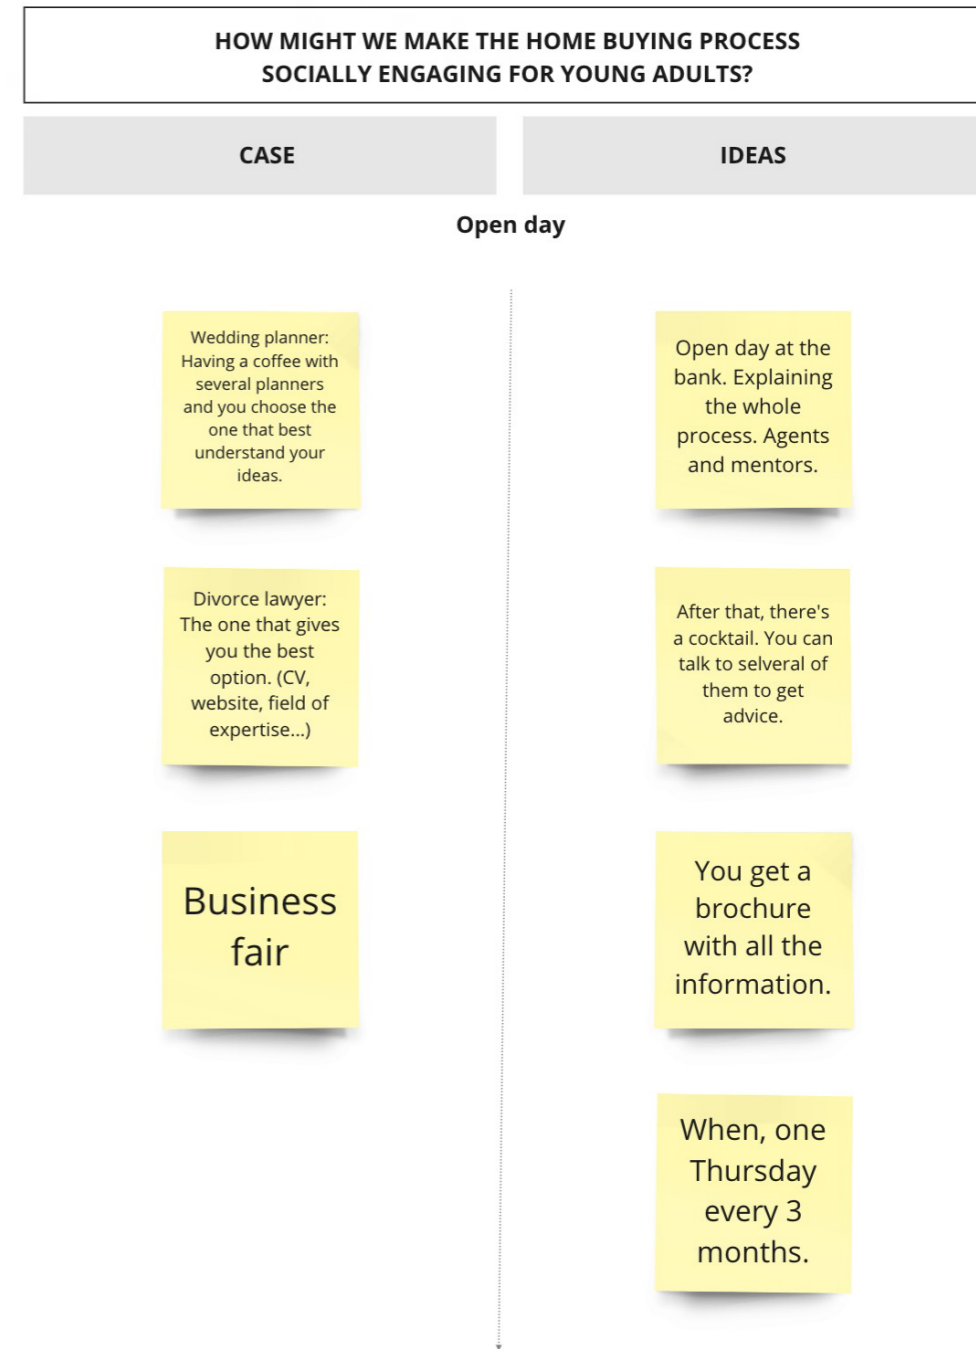 HOW MIGHT WE MAKE THE HOME BUYING PROCESS
SOCIALLY ENGAGING FOR YOUNG ADULTS?
CASE
IDEAS
Open day
Wedding planner:
Having a coffee with
several planners
and you choose the
one that best
understand your
ideas.
Divorce lawyer:
The one that gives
you the best
option. (CV,
website, field of
expertise...)
Business
fair
Open day at the
bank. Explaining
the whole
process. Agents
and mentors.
After that, there's
a cocktail. You can
talk to selveral of
them to get
advice.
You get a
brochure
with all the
information.
When, one
Thursday
every 3
months.